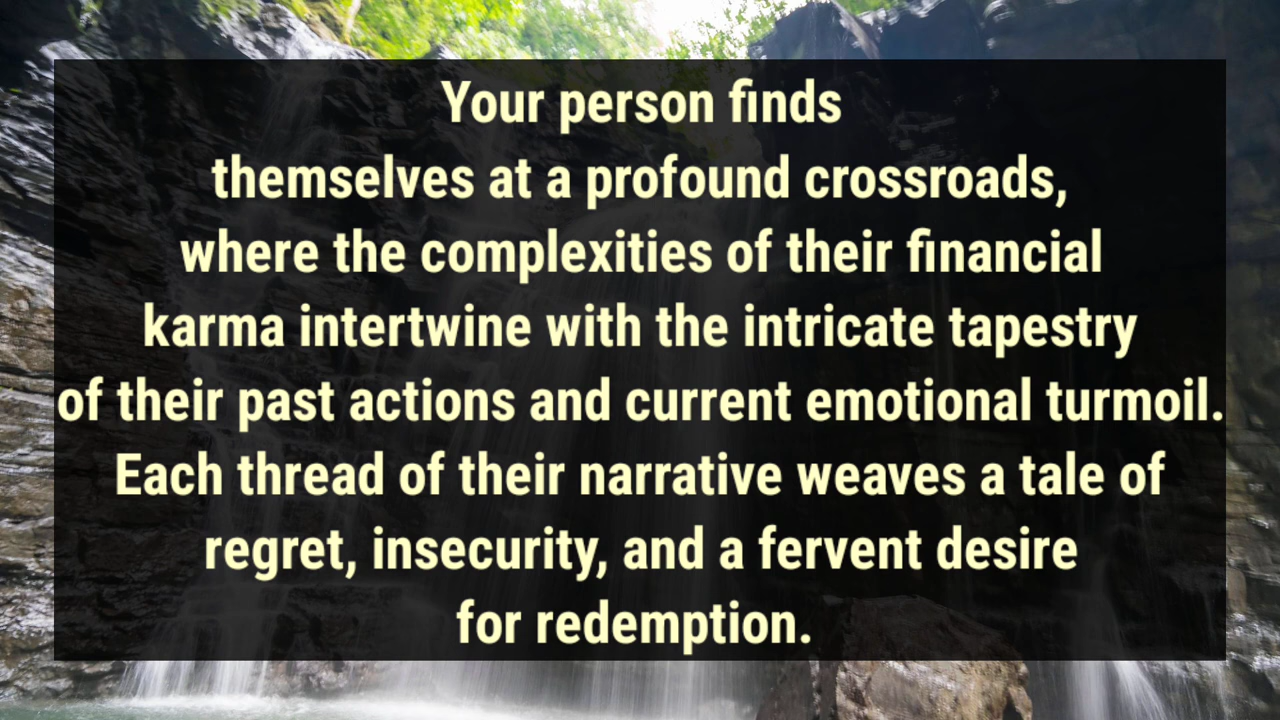 Your person finds
themselves at a profound crossroads,
where the complexities of their financial
karma intertwine with the intricate tapestry
of their past actions and current emotional turmoil.
Each thread of their narrative weaves a tale of
regret, insecurity, and a fervent desire
for redemption.